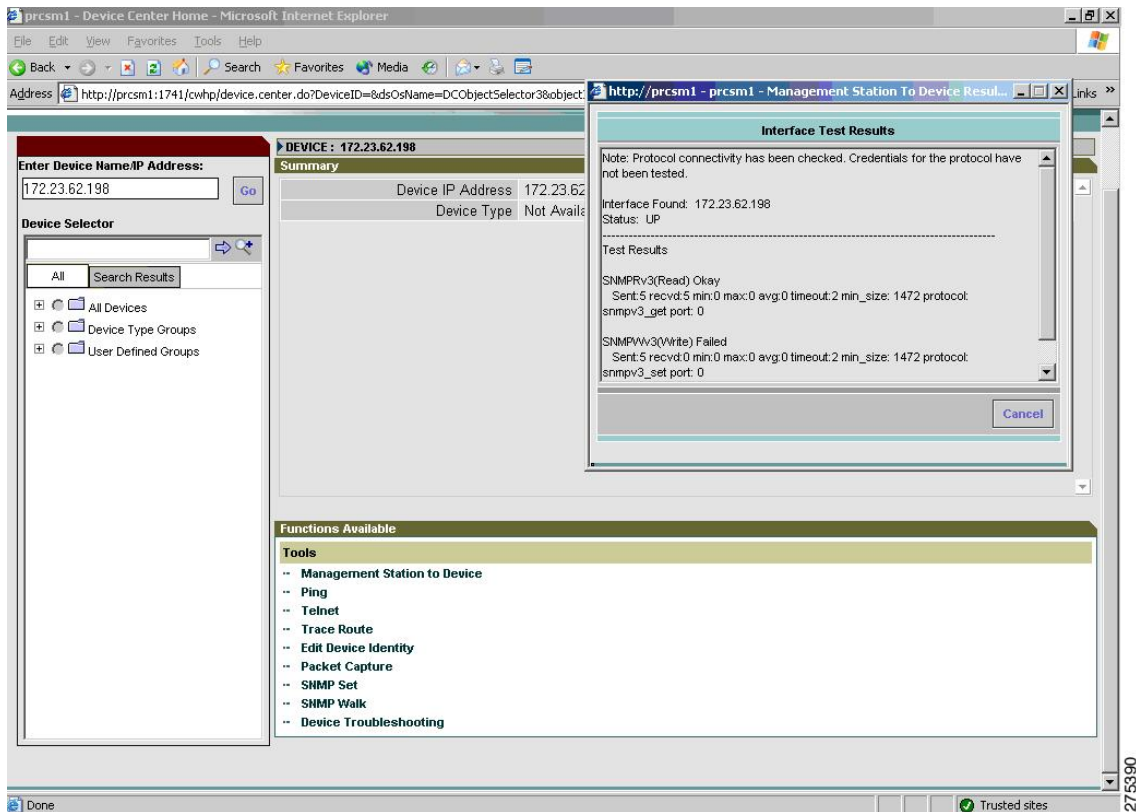 prcsm1 - Device Center Home - Microsoft Internet Explorer
File Edit View Favorites Tools Help
Back Search Favorites Media
Address http://prcsm1:1741/cwhp/device.center.do?DeviceID=&dsOsName=DCObjectSelector3&object
Links »
http://prcsm1 - prcsm1 - Management Station To Device Resul...
Interface Test Results
Note: Protocol connectivity has been checked. Credentials for the protocol have
not been tested.
Interface Found: 172.23.62.198
Status: UP
Test Results
SNMPRv3(Read) Okay
Sent:5 recvd:5 min:0 max:0 avg:0 timeout:2 min_size: 1472 protocol:
snmpv3_get port: 0
SNMPWv3(Write) Failed
Sent:5 recvd:0 min:0 max:0 avg:0 timeout:2 min_size: 1472 protocol:
snmpv3_set port: 0
Cancel
Enter Device Name/IP Address:
172.23.62.198
Go
Device Selector
All Search Results
All Devices
Device Type Groups
User Defined Groups
DEVICE : 172.23.62.198
Summary
Device IP Address 172.23.62
Device Type Not Availa
Functions Available
Tools
Management Station to Device
Ping
Telnet
Trace Route
Edit Device Identity
Packet Capture
SNMP Set
SNMP Walk
Device Troubleshooting
Done
Trusted sites
275390